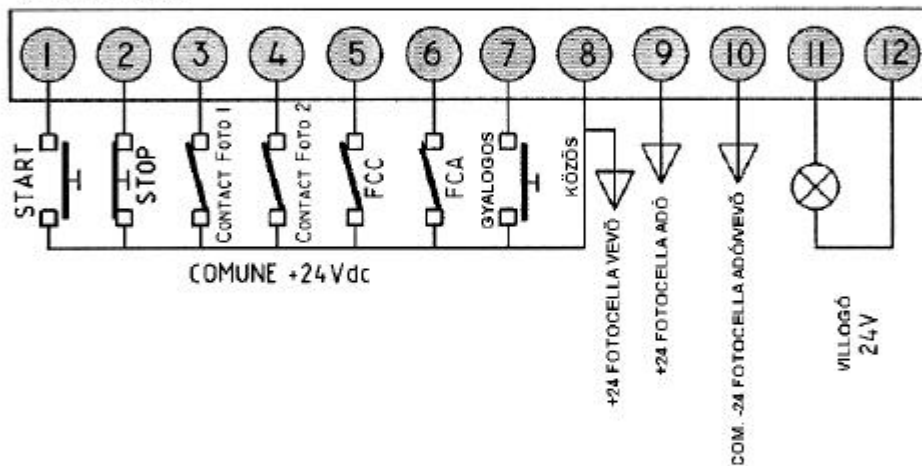 1 2 3 4 5 6 7 8 9 10 11 12
START
STOP
CONTACT FOTO 1
CONTACT FOTO 2
FCC
FCA
GYALOGOS
KÖZÖS
+24 FOTOCELLA VEVŐ
+24 FOTOCELLA ADÓ
COM. -24 FOTOCELLA ADÓ/VEVŐ
VILLOGÓ
24V
COMUNE +24Vdc